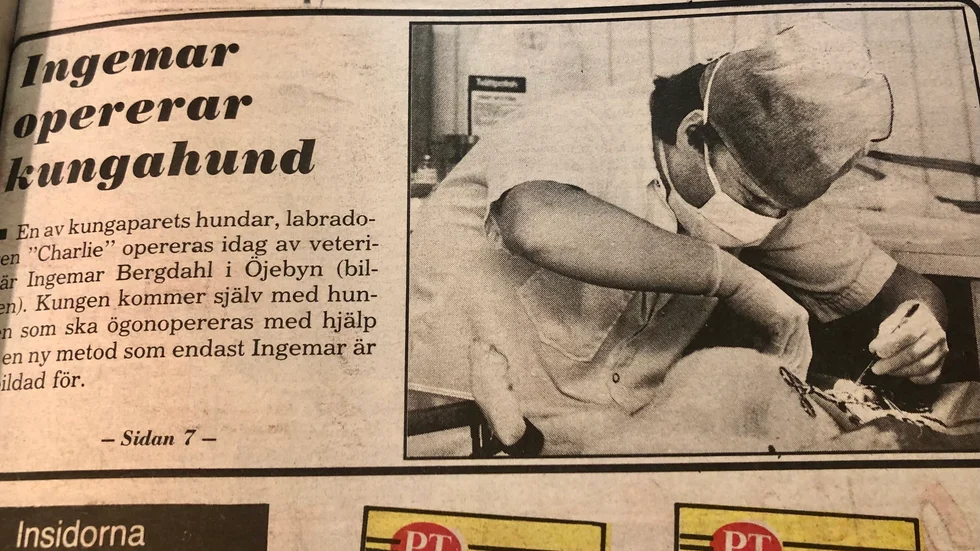 Ingemar
opererar
kungahund
En av kungaparets hundar, labrado-
en "Charlie" opereras idag av veteri-
är Ingemar Bergdahl i Öjebyn (bil-
en). Kungen kommer själv med hun-
n som ska ögonopereras med hjälp
en ny metod som endast Ingemar är
ildad för.
– Sidan 7 –
Insidorna
PT
PT